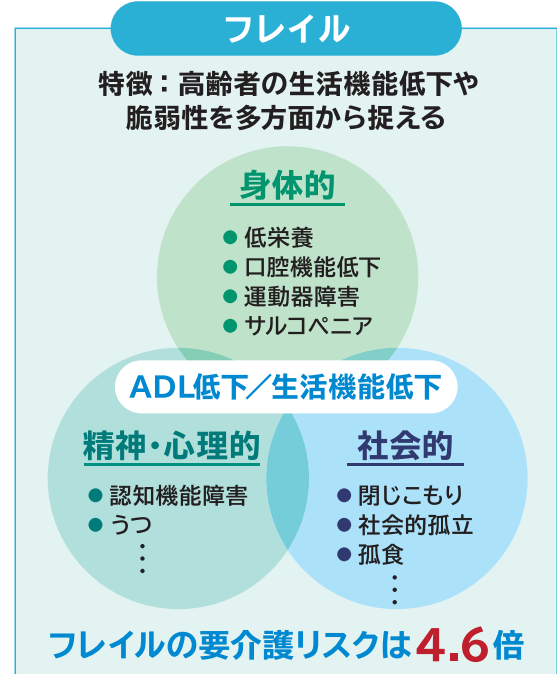 フレイル
特徴：高齢者の生活機能低下や
脆弱性を多方面から捉える
身体的
● 低栄養
● 口腔機能低下
● 運動器障害
● サルコペニア
ADL低下／生活機能低下
精神・心理的
● 認知機能障害
● うつ
⋮
社会的
● 閉じこもり
● 社会的孤立
● 孤食
⋮
フレイルの要介護リスクは4.6倍